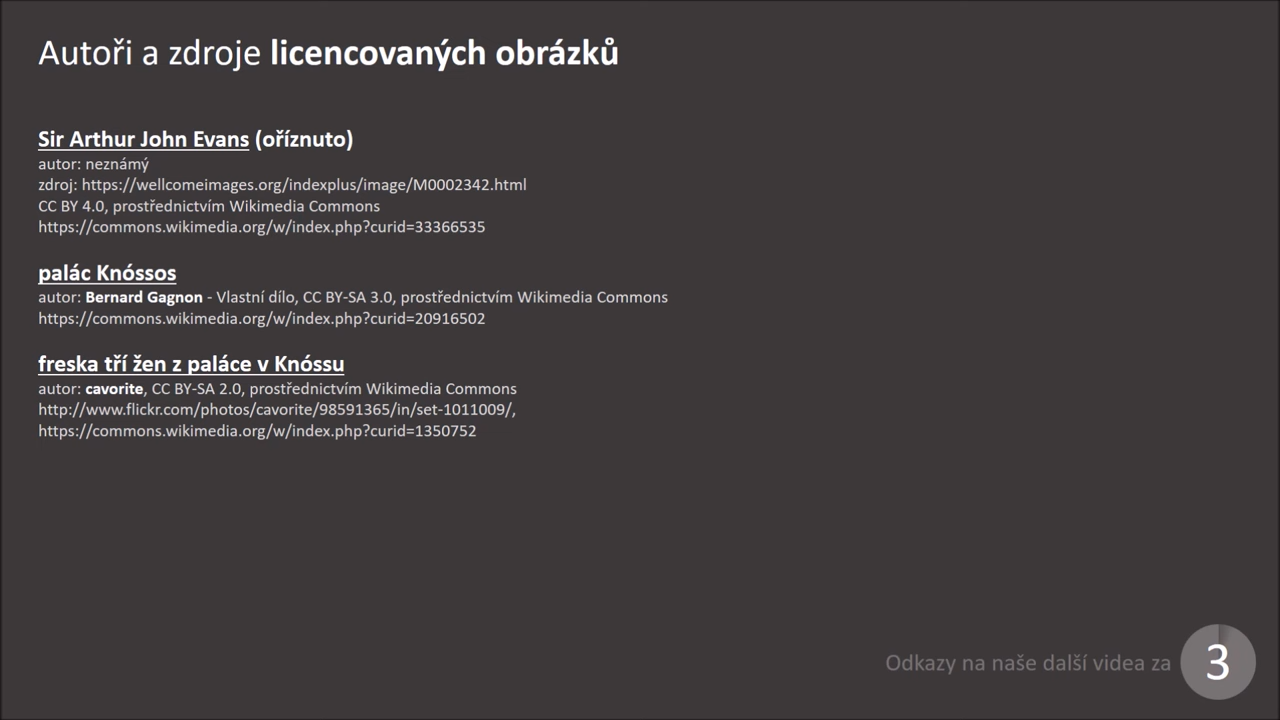 Autoři a zdroje licencovaných obrázků
Sir Arthur John Evans (oříznuto)
autor: neznámý
zdroj: https://wellcomeimages.org/indexplus/image/M0002342.html
CC BY 4.0, prostřednictvím Wikimedia Commons
https://commons.wikimedia.org/w/index.php?curid=33366535
palác Knóssos
autor: Bernard Gagnon - Vlastní dílo, CC BY-SA 3.0, prostřednictvím Wikimedia Commons
https://commons.wikimedia.org/w/index.php?curid=20916502
freska tří žen z paláce v Knóssu
autor: cavorite, CC BY-SA 2.0, prostřednictvím Wikimedia Commons
http://www.flickr.com/photos/cavorite/98591365/in/set-1011009/,
https://commons.wikimedia.org/w/index.php?curid=1350752
Odkazy na naše další videa za 3